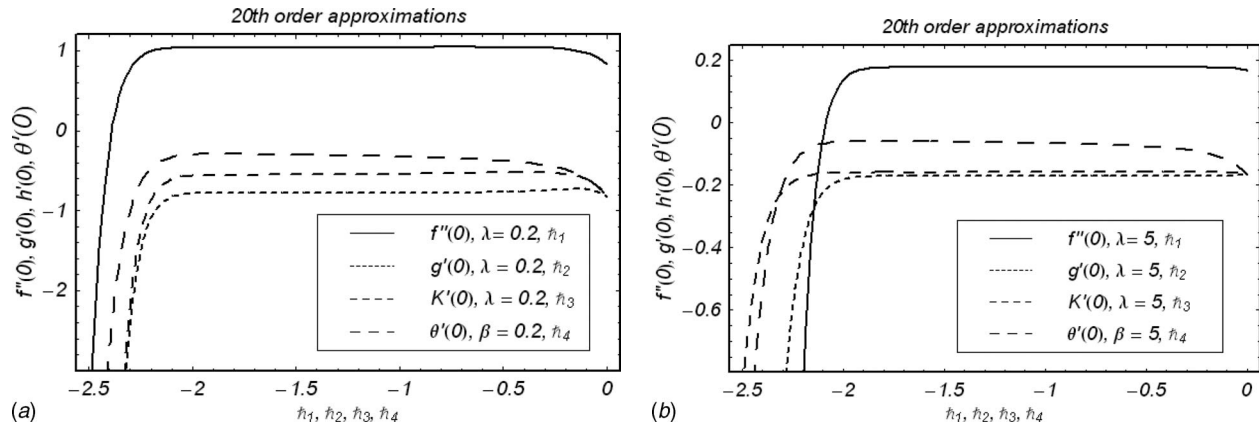 20th order approximations
f''(0), g'(0), h'(0), θ'(0)
1
0
−1
−2
f''(0), λ= 0.2, ℏ1
g'(0), λ = 0.2, ℏ2
K'(0), λ = 0.2, ℏ3
θ'(0), β = 0.2, ℏ4
−2.5 −2 −1.5 −1 −0.5 0
ℏ1, ℏ2, ℏ3, ℏ4
(a)
20th order approximations
f''(0), g'(0), h'(0), θ'(0)
0.2
0
−0.2
−0.4
−0.6
f''(0), λ= 5, ℏ1
g'(0), λ = 5, ℏ2
K'(0), λ = 5, ℏ3
θ'(0), β = 5, ℏ4
−2.5 −2 −1.5 −1 −0.5 0
ℏ1, ℏ2, ℏ3, ℏ4
(b)